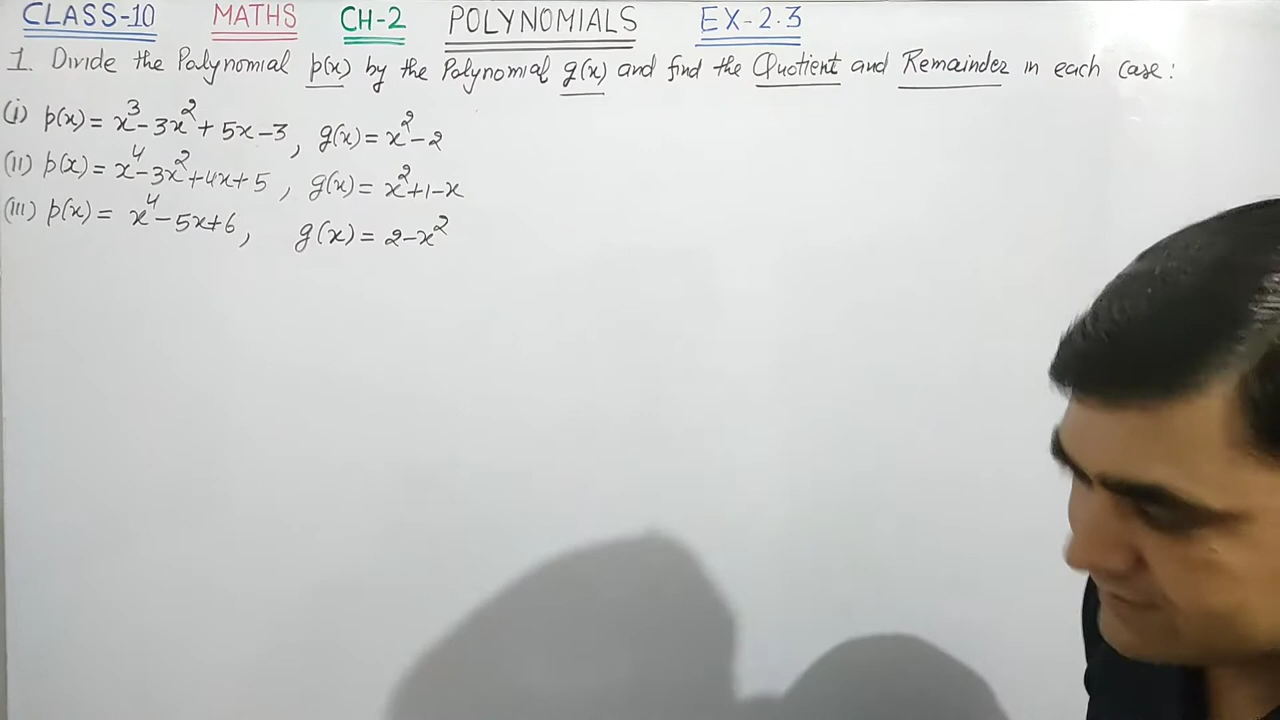 CLASS-10 MATHS CH-2 POLYNOMIALS EX-2.3
1. Divide the Polynomial p(x) by the Polynomial g(x) and find the Quotient and Remainder in each case:
(i) p(x) = x³-3x²+5x-3, g(x) = x²-2
(ii) p(x) = x⁴-3x²+4x+5, g(x) = x²+1-x
(iii) p(x) = x⁴-5x+6, g(x) = 2-x²